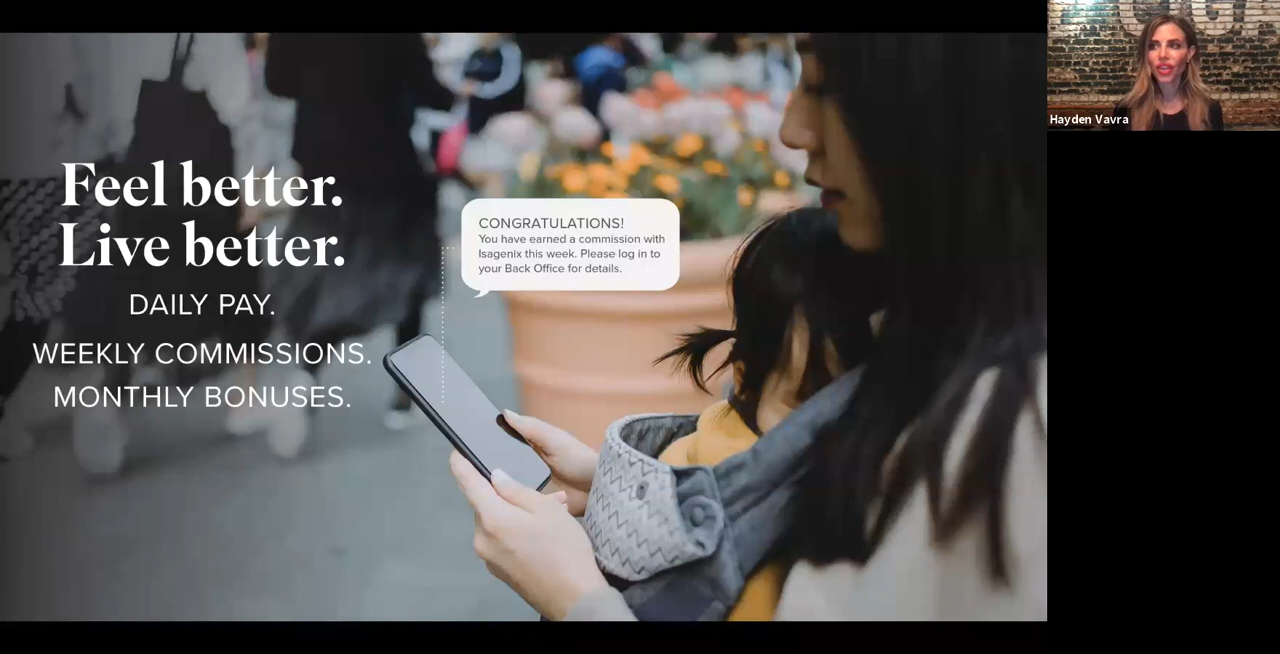 Feel better.
Live better.
DAILY PAY.
WEEKLY COMMISSIONS.
MONTHLY BONUSES.
CONGRATULATIONS!
You have earned a commission with
Isagenix this week. Please log in to
your Back Office for details.
Hayden Vavra